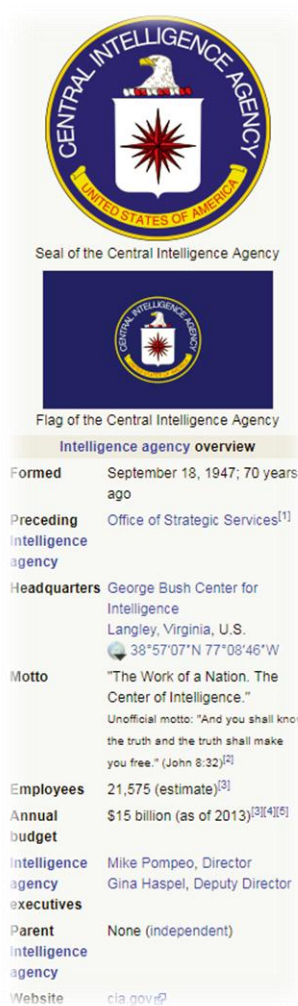 CENTRAL INTELLIGENCE AGENCY
UNITED STATES OF AMERICA
Seal of the Central Intelligence Agency
CENTRAL INTELLIGENCE AGENCY
Flag of the Central Intelligence Agency
Intelligence agency overview
Formed September 18, 1947; 70 years
ago
Preceding Office of Strategic Services[1]
intelligence
agency
Headquarters George Bush Center for
Intelligence
Langley, Virginia, U.S.
38°57′07″N 77°08′46″W
Motto "The Work of a Nation. The
Center of Intelligence."
Unofficial motto: "And you shall kno
the truth and the truth shall make
you free." (John 8:32)[2]
Employees 21,575 (estimate)[3]
Annual $15 billion (as of 2013)[3][4][5]
budget
Intelligence Mike Pompeo, Director
agency Gina Haspel, Deputy Director
executives
Parent None (independent)
intelligence
agency
Website cia.gov